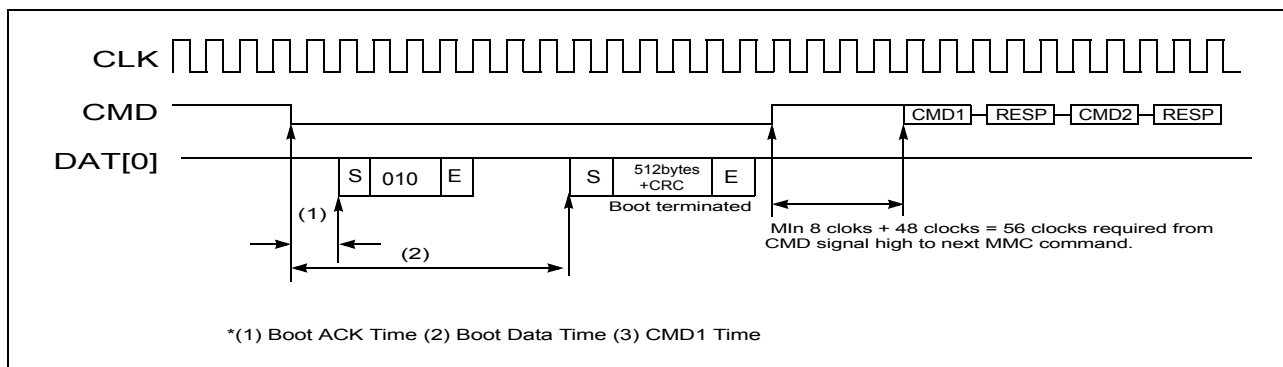 CLK
CMD
CMD1 RESP CMD2 RESP
DAT[0]
S 010 E S 512bytes +CRC E
Boot terminated
(1)
(2)
MIn 8 cloks + 48 clocks = 56 clocks required from
CMD signal high to next MMC command.
*(1) Boot ACK Time (2) Boot Data Time (3) CMD1 Time